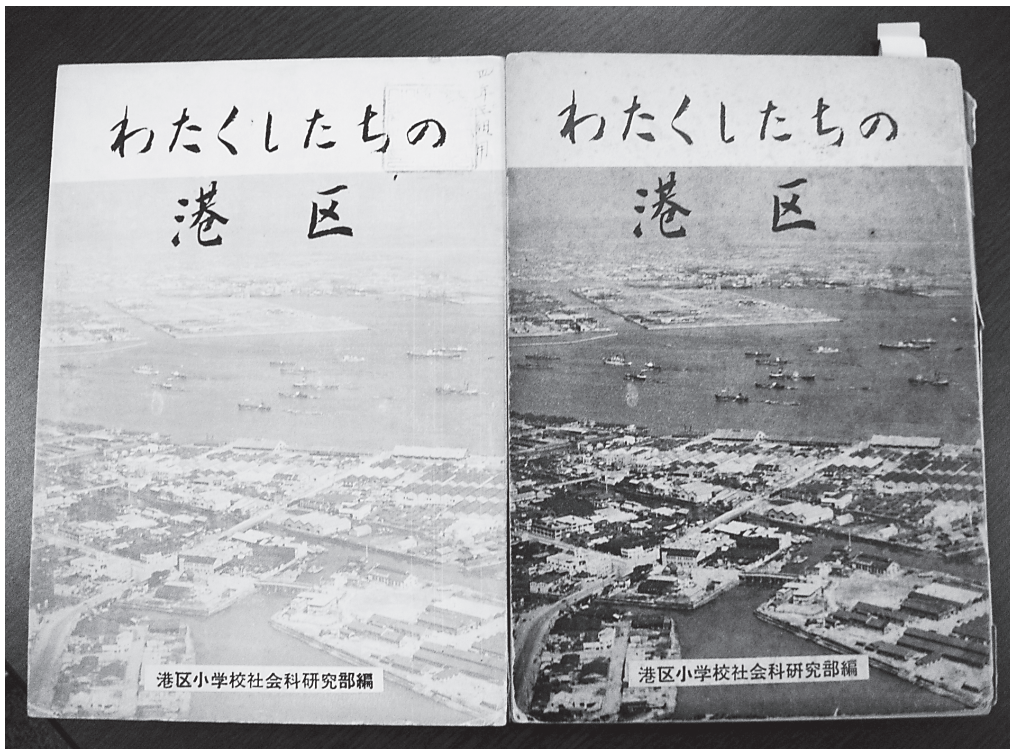 わたくしたちの
港区
港区小学校社会科研究部編
わたくしたちの
港区
港区小学校社会科研究部編